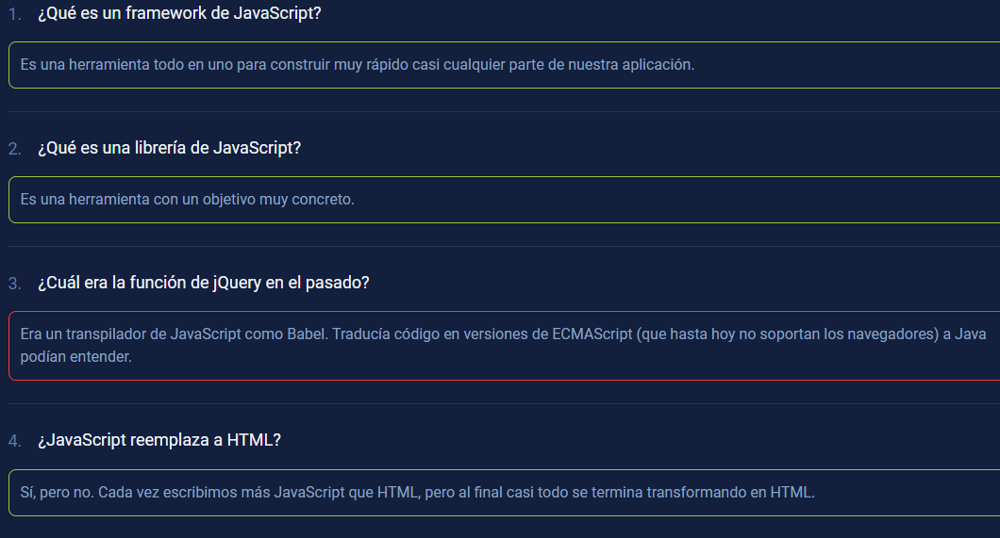 1. ¿Qué es un framework de JavaScript?
Es una herramienta todo en uno para construir muy rápido casi cualquier parte de nuestra aplicación.
2. ¿Qué es una librería de JavaScript?
Es una herramienta con un objetivo muy concreto.
3. ¿Cuál era la función de jQuery en el pasado?
Era un transpilador de JavaScript como Babel. Traducía código en versiones de ECMAScript (que hasta hoy no soportan los navegadores) a Java
podían entender.
4. ¿JavaScript reemplaza a HTML?
Sí, pero no. Cada vez escribimos más JavaScript que HTML, pero al final casi todo se termina transformando en HTML.